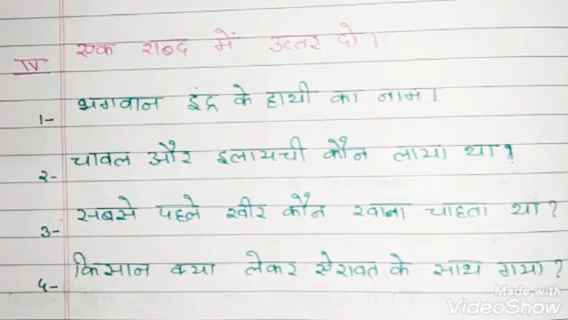 IV एक शब्द में उत्तर दो।
1- भगवान इंद्र के हाथी का नाम।
2- चावल और इलायची कौन लाया था?
3- सबसे पहले खीर कौन खाना चाहता था?
4- किसान क्या लेकर ऐरावत के साथ गया?
Made with
VideoShow